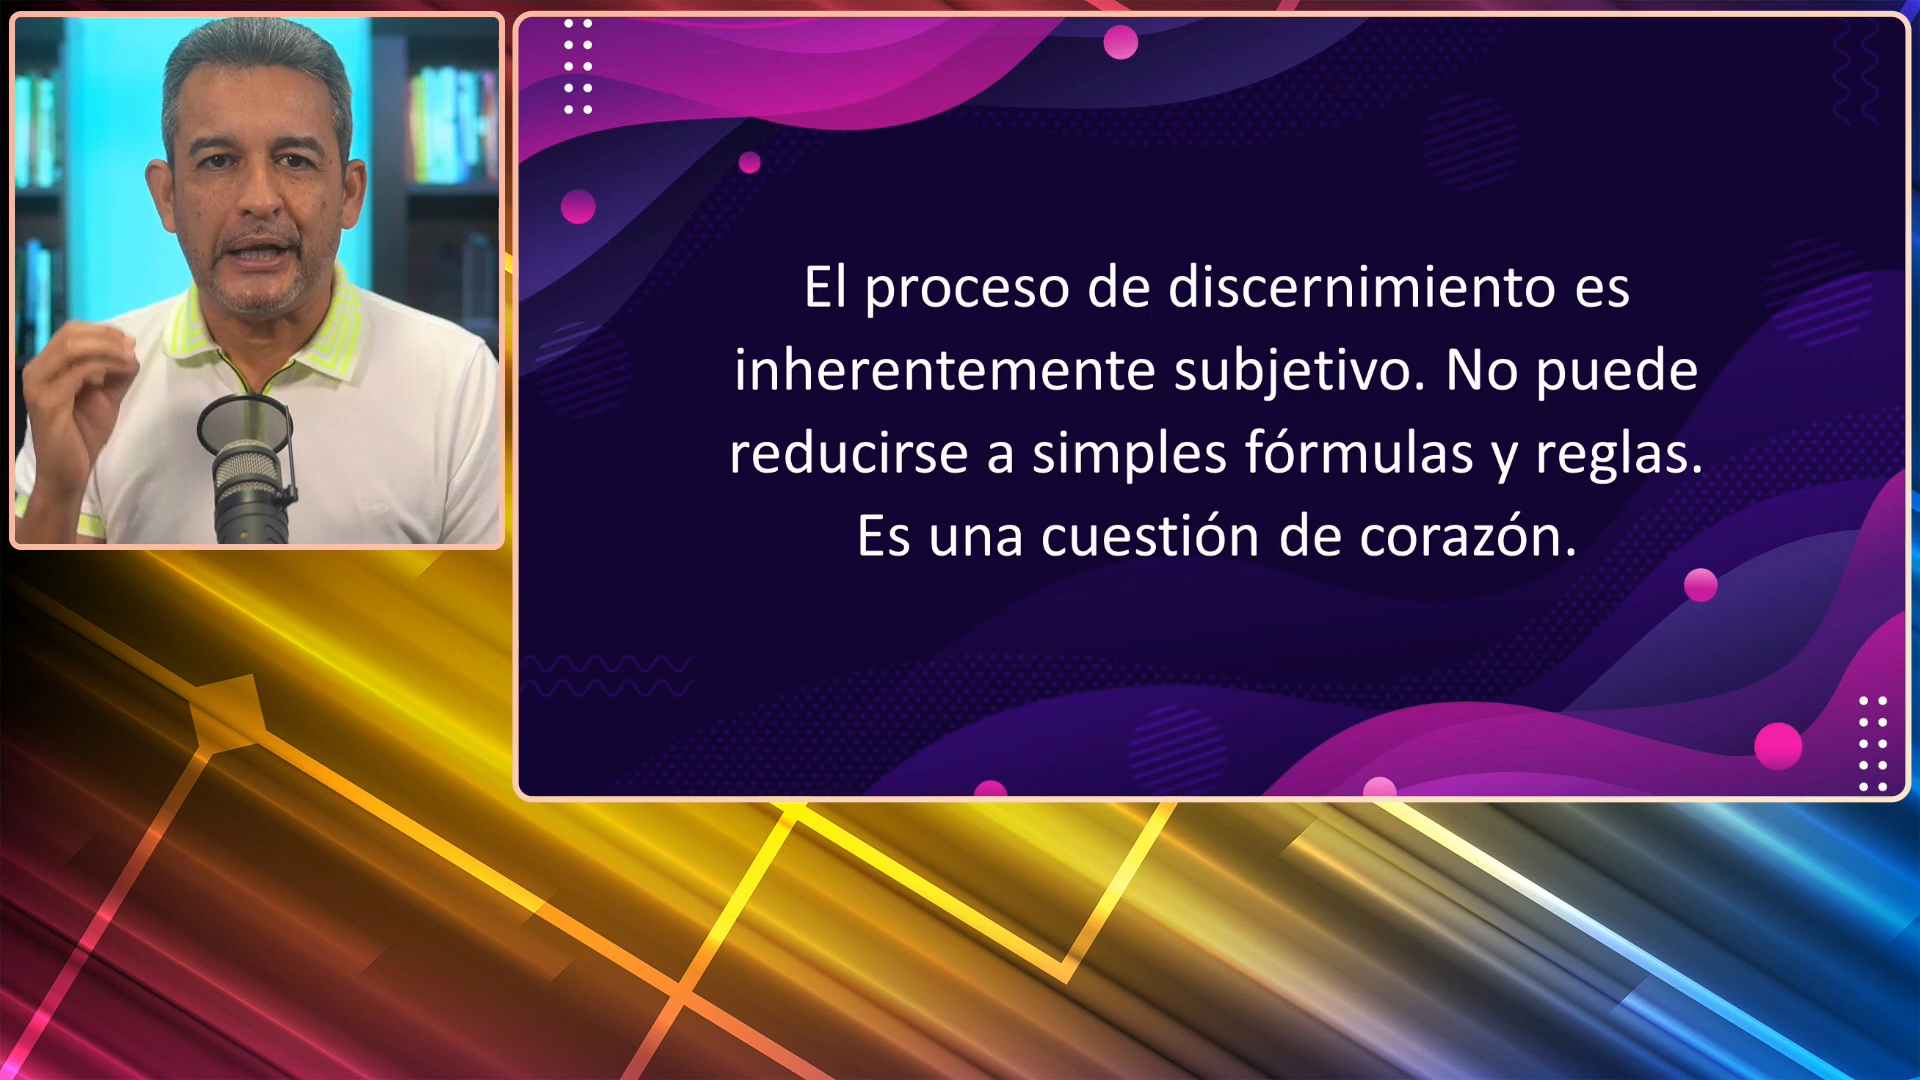 El proceso de discernimiento es
inherentemente subjetivo. No puede
reducirse a simples fórmulas y reglas.
Es una cuestión de corazón.